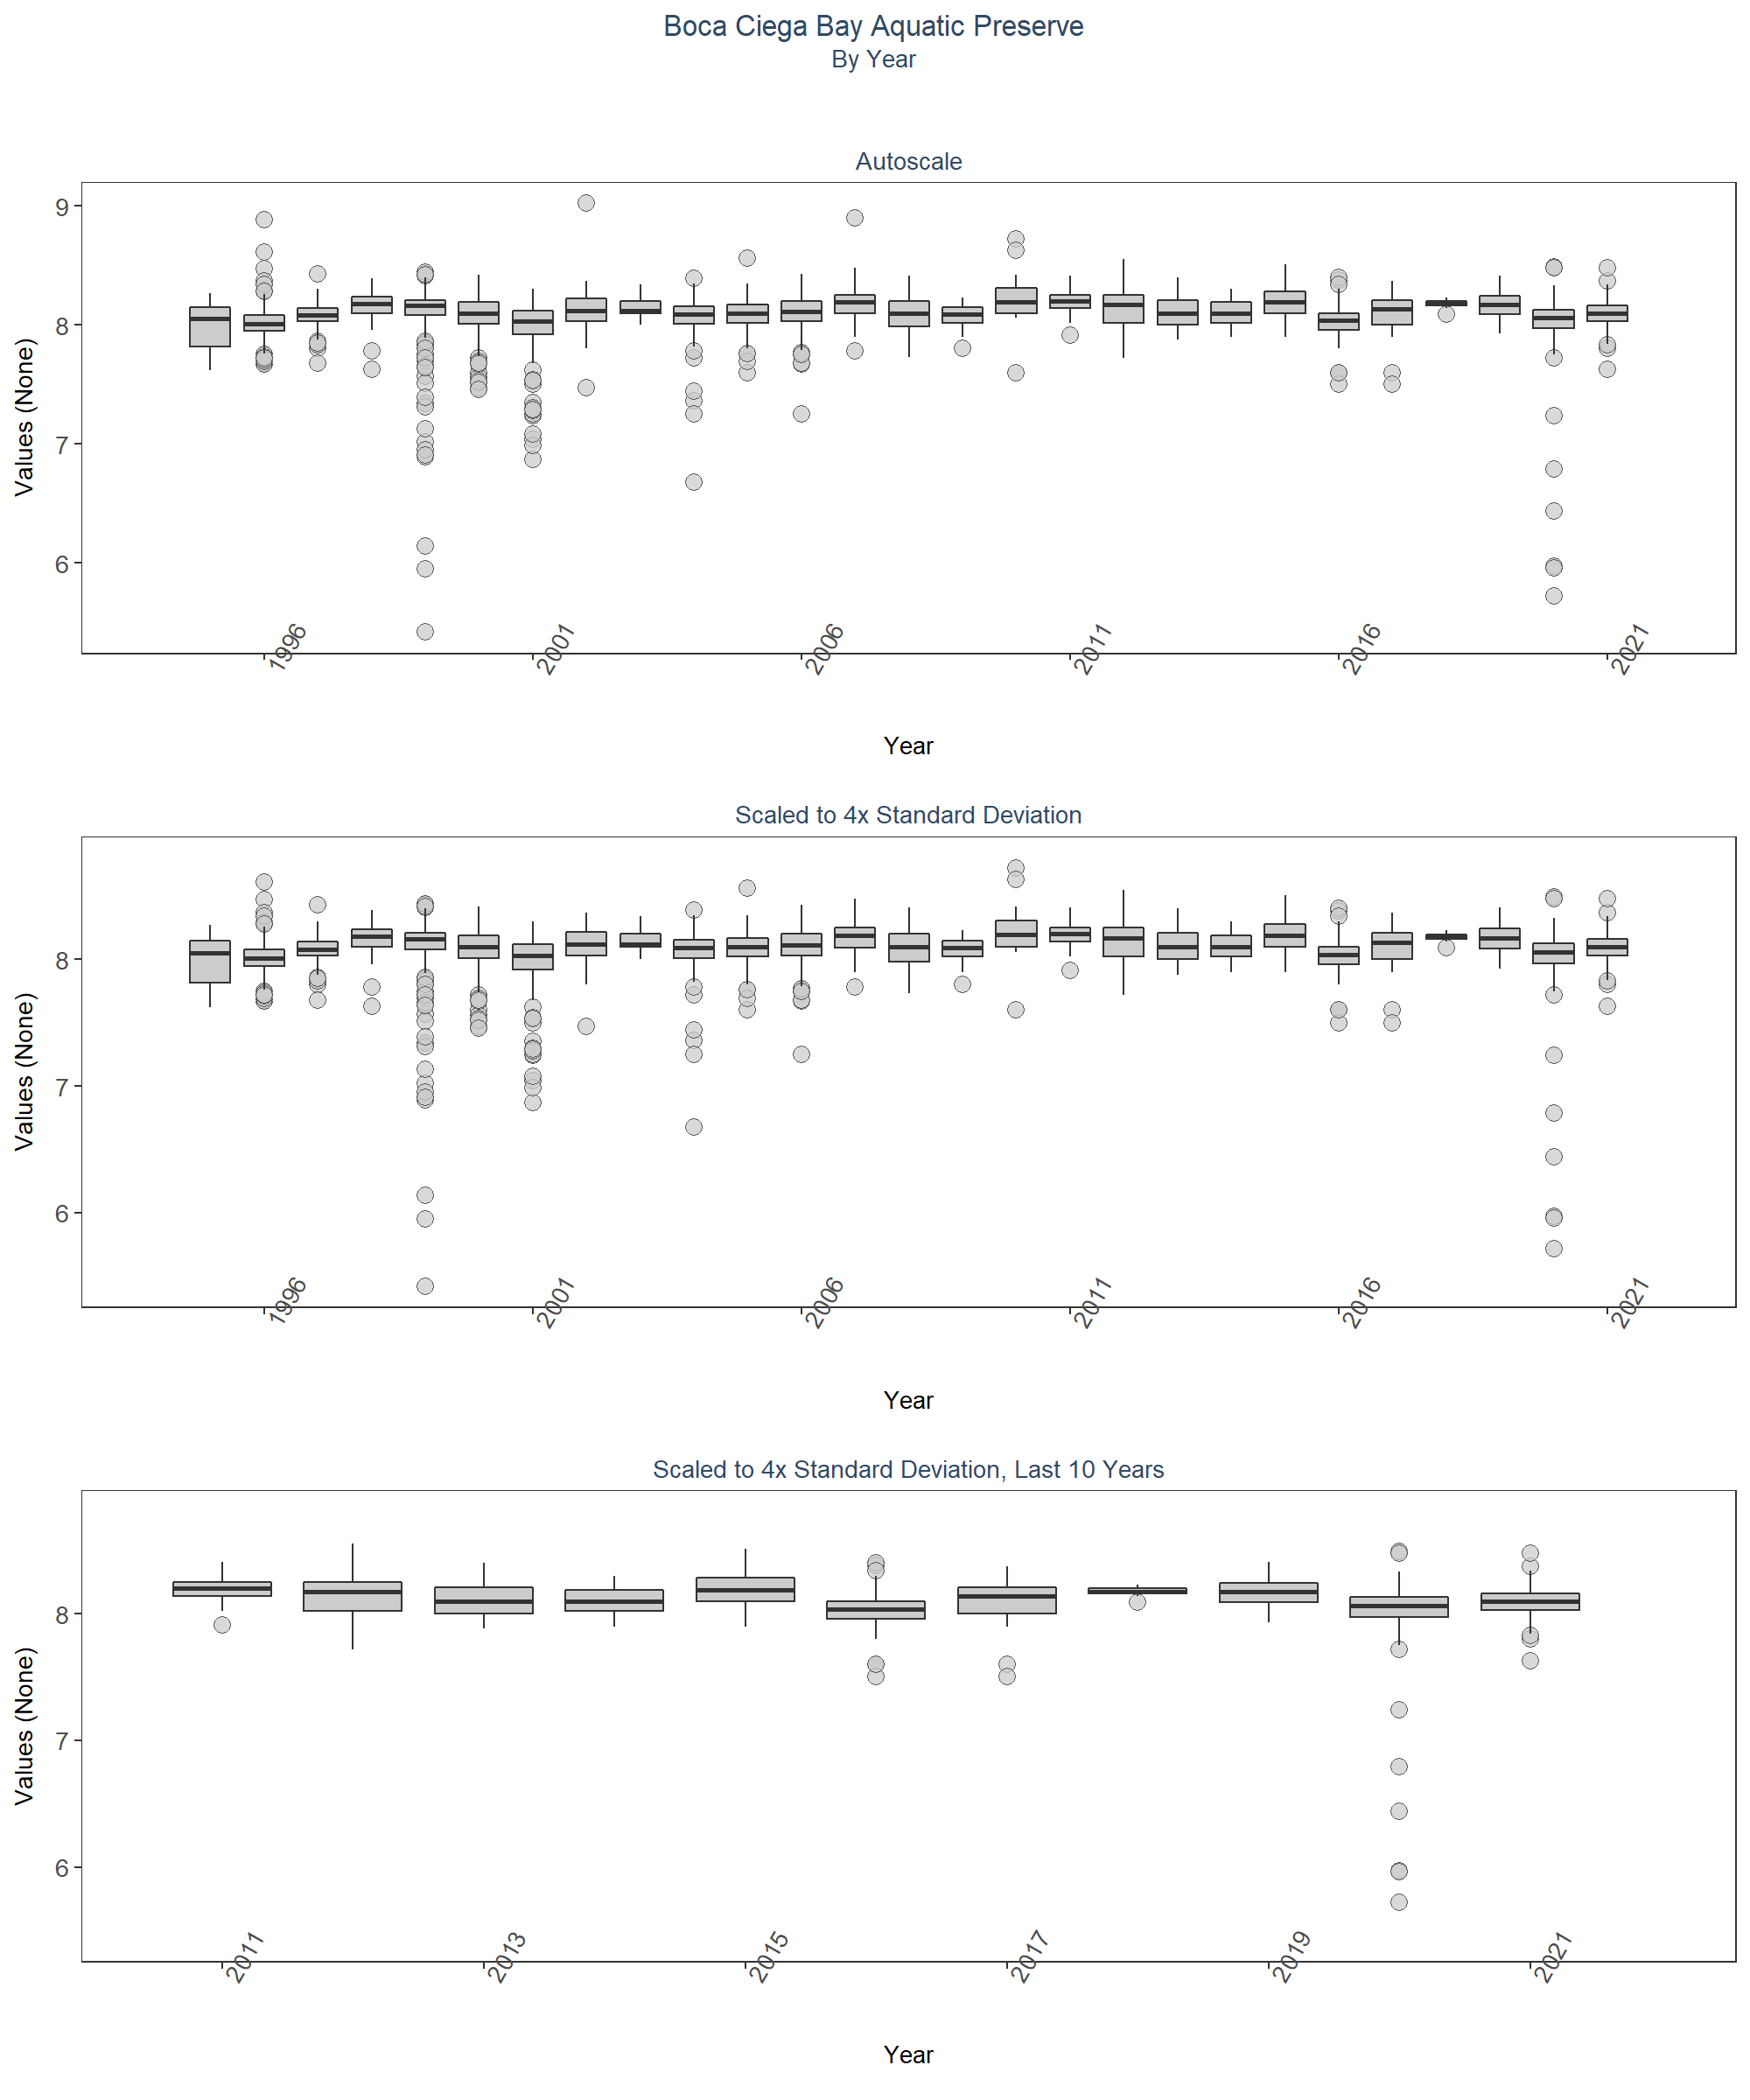 Boca Ciega Bay Aquatic Preserve
By Year
Autoscale
Values (None)
9
8
7
6
1996
2001
2006
2011
2016
2021
Year
Scaled to 4x Standard Deviation
Values (None)
8
7
6
1996
2001
2006
2011
2016
2021
Year
Scaled to 4x Standard Deviation, Last 10 Years
Values (None)
8
7
6
2011
2013
2015
2017
2019
2021
Year